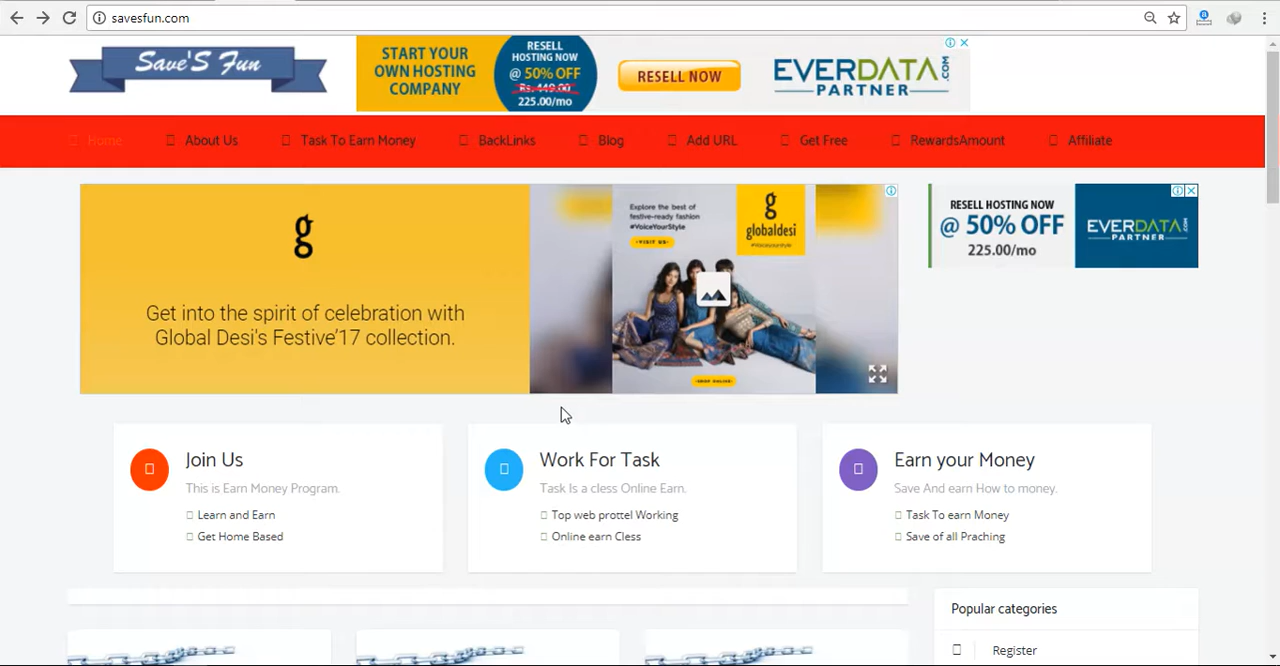 savesfun.com
Save'S Fun
START YOUR
OWN HOSTING
COMPANY
RESELL
HOSTING NOW
@ 50% OFF
Rs. 449.00
225.00/mo
RESELL NOW
EVERDATA.COM
PARTNER
Home
About Us
Task To Earn Money
BackLinks
Blog
Add URL
Get Free
RewardsAmount
Affiliate
g
Get into the spirit of celebration with
Global Desi's Festive'17 collection.
Explore the best of
festive-ready fashion
#VoiceYourStyle
VISIT US
g
globaldesi
#VoiceYourStyle
SHOP ONLINE
RESELL HOSTING NOW
@ 50% OFF
225.00/mo
EVERDATA.COM
PARTNER
Join Us
This is Earn Money Program.
Learn and Earn
Get Home Based
Work For Task
Task Is a cless Online Earn.
Top web prottel Working
Online earn Cless
Earn your Money
Save And earn How to money.
Task To earn Money
Save of all Praching
Popular categories
Register